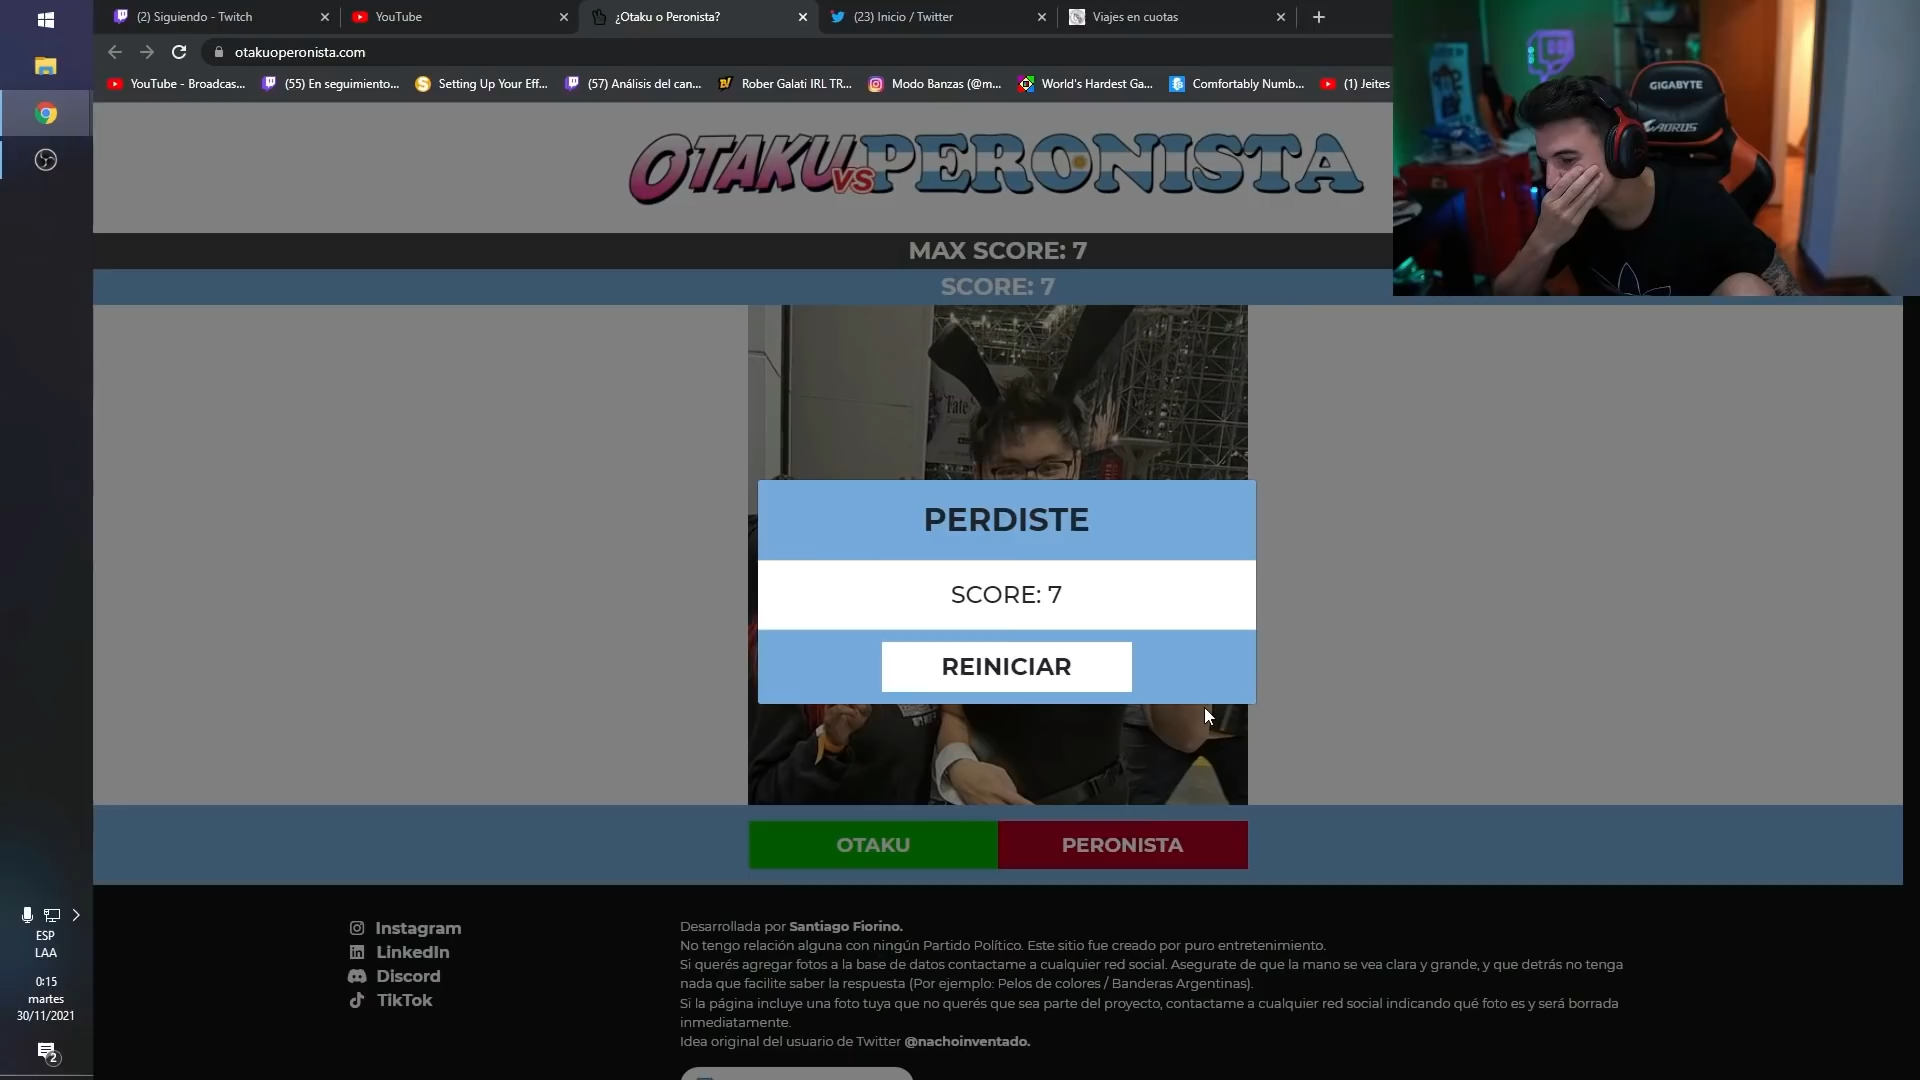 (2) Siguiendo - Twitch
YouTube
¿Otaku o Peronista?
(23) Inicio / Twitter
Viajes en cuotas
otakuoperonista.com
YouTube - Broadcas...
(55) En seguimiento...
Setting Up Your Eff...
(57) Análisis del can...
Rober Galati IRL TR...
Modo Banzas (@m...
World's Hardest Ga...
Comfortably Numb...
(1) Jeites
GIGABYTE
AORUS
OTAKU VS PERONISTA
MAX SCORE: 7
SCORE: 7
Fate
PERDISTE
SCORE: 7
REINICIAR
OTAKU
PERONISTA
Instagram
LinkedIn
Discord
TikTok
Desarrollada por Santiago Fiorino.
No tengo relación alguna con ningún Partido Político. Este sitio fue creado por puro entretenimiento.
Si querés agregar fotos a la base de datos contactame a cualquier red social. Asegurate de que la mano se vea clara y grande, y que detrás no tenga
nada que facilite saber la respuesta (Por ejemplo: Pelos de colores / Banderas Argentinas).
Si la página incluye una foto tuya que no querés que sea parte del proyecto, contactame a cualquier red social indicando qué foto es y será borrada
inmediatamente.
Idea original del usuario de Twitter @nachoinventado.
ESP
LAA
0:15
martes
30/11/2021
2